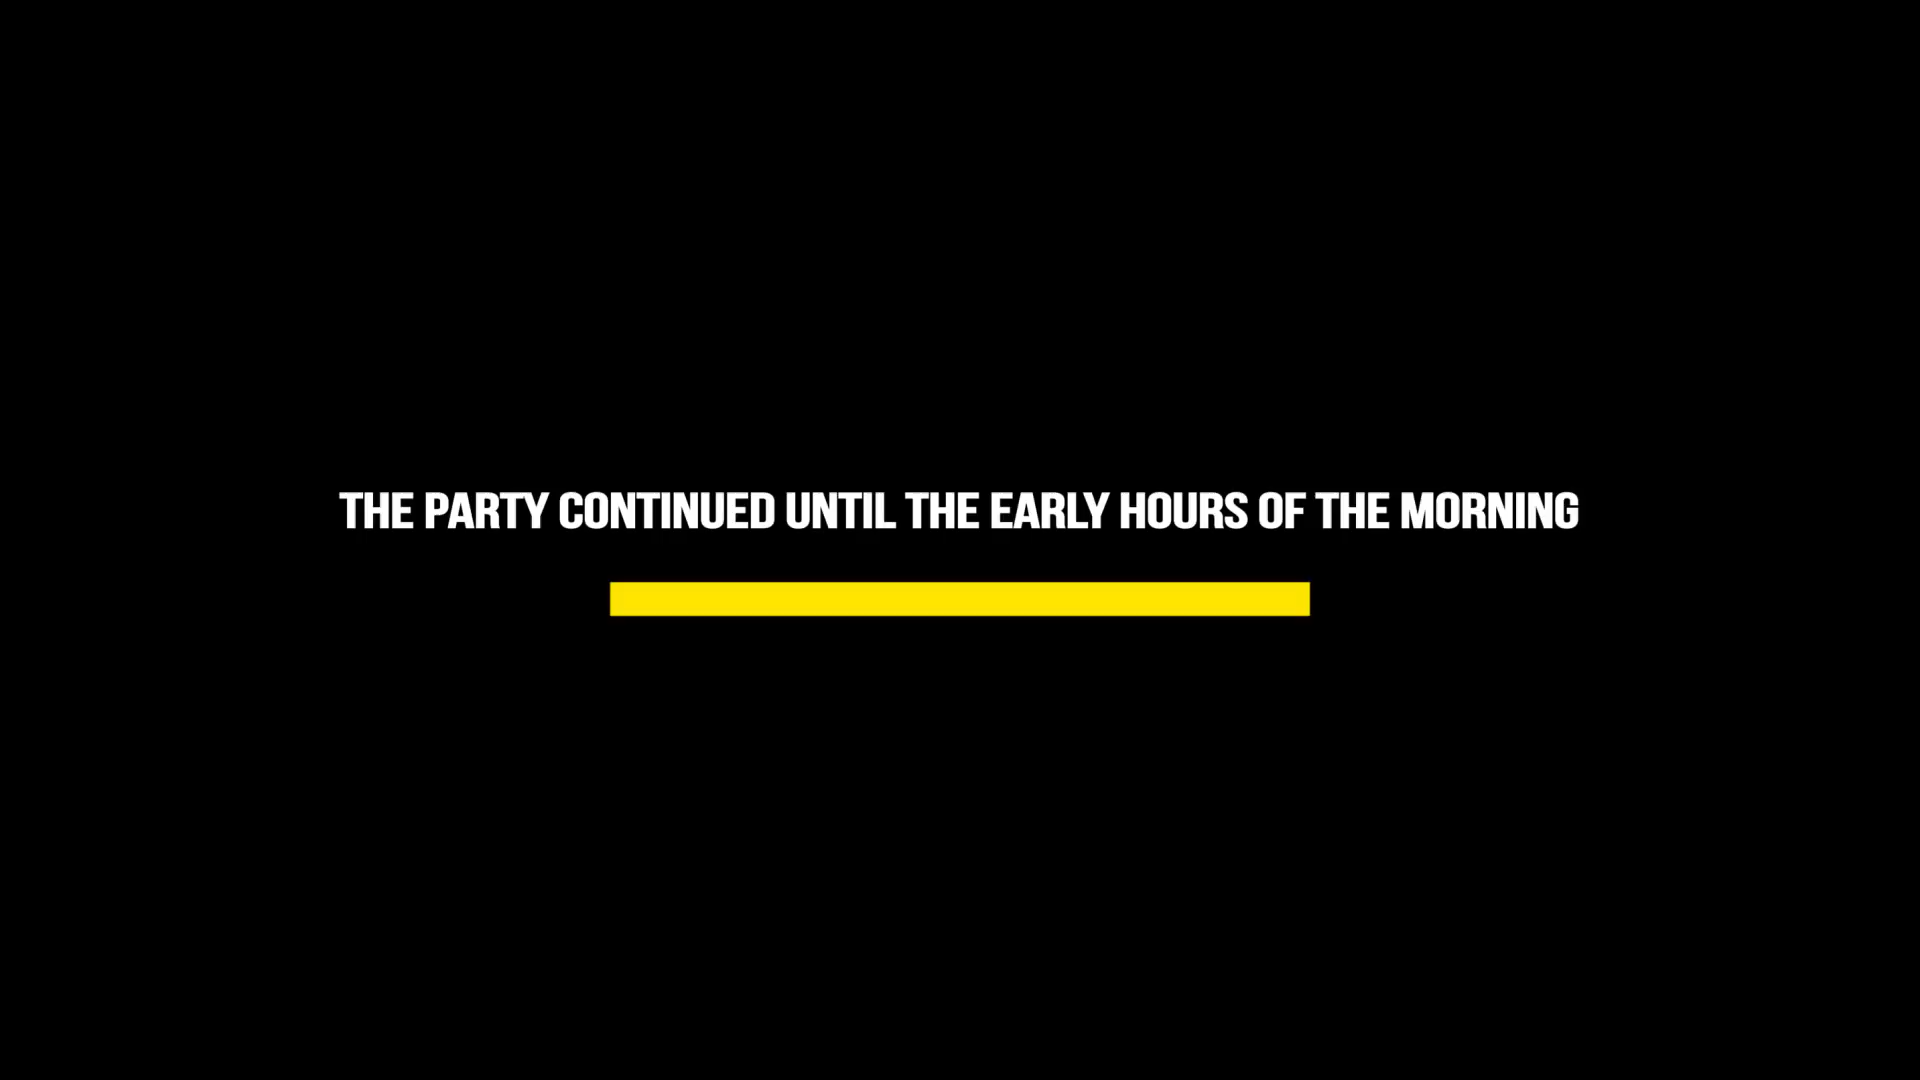 THE PARTY CONTINUED UNTIL THE EARLY HOURS OF THE MORNING